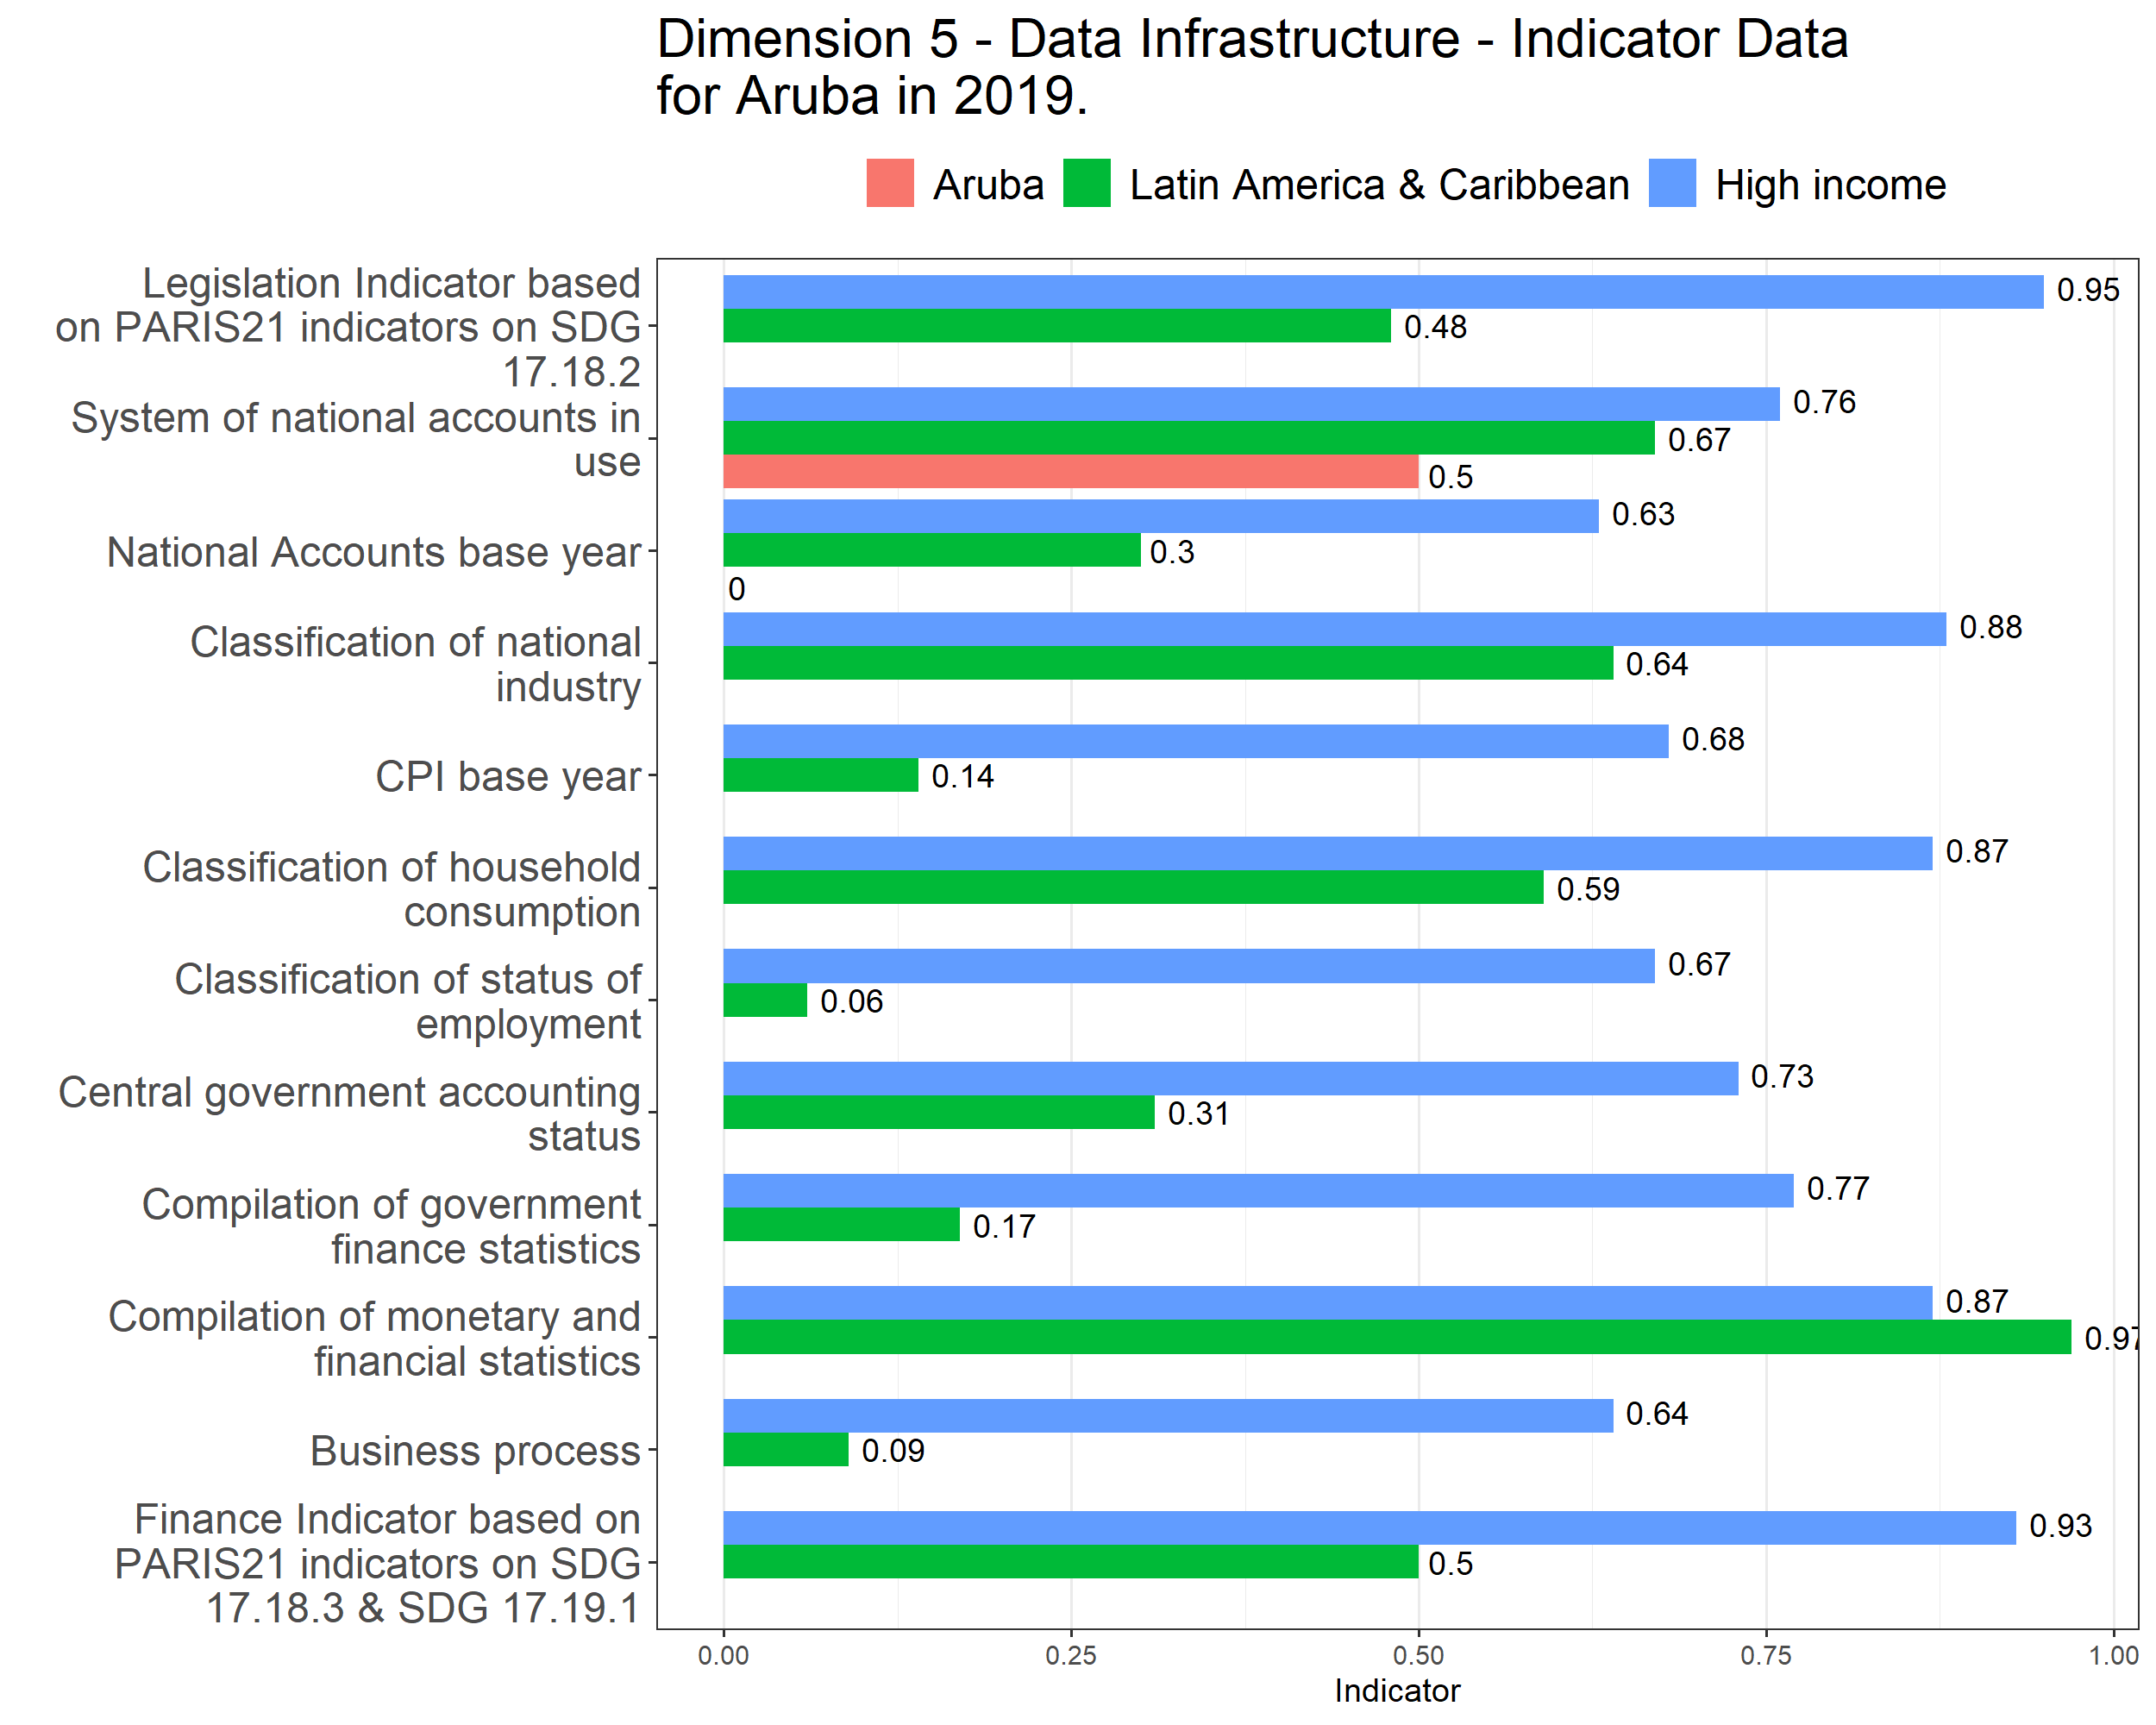 Dimension 5 - Data Infrastructure - Indicator Data
for Aruba in 2019.
Aruba
Latin America & Caribbean
High income
Legislation Indicator based
on PARIS21 indicators on SDG
17.18.2
0.95
0.48
System of national accounts in
use
0.76
0.67
0.5
National Accounts base year
0.63
0.3
0
Classification of national
industry
0.88
0.64
CPI base year
0.68
0.14
Classification of household
consumption
0.87
0.59
Classification of status of
employment
0.67
0.06
Central government accounting
status
0.73
0.31
Compilation of government
finance statistics
0.77
0.17
Compilation of monetary and
financial statistics
0.87
0.97
Business process
0.64
0.09
Finance Indicator based on
PARIS21 indicators on SDG
17.18.3 & SDG 17.19.1
0.93
0.5
0.00
0.25
0.50
0.75
1.00
Indicator